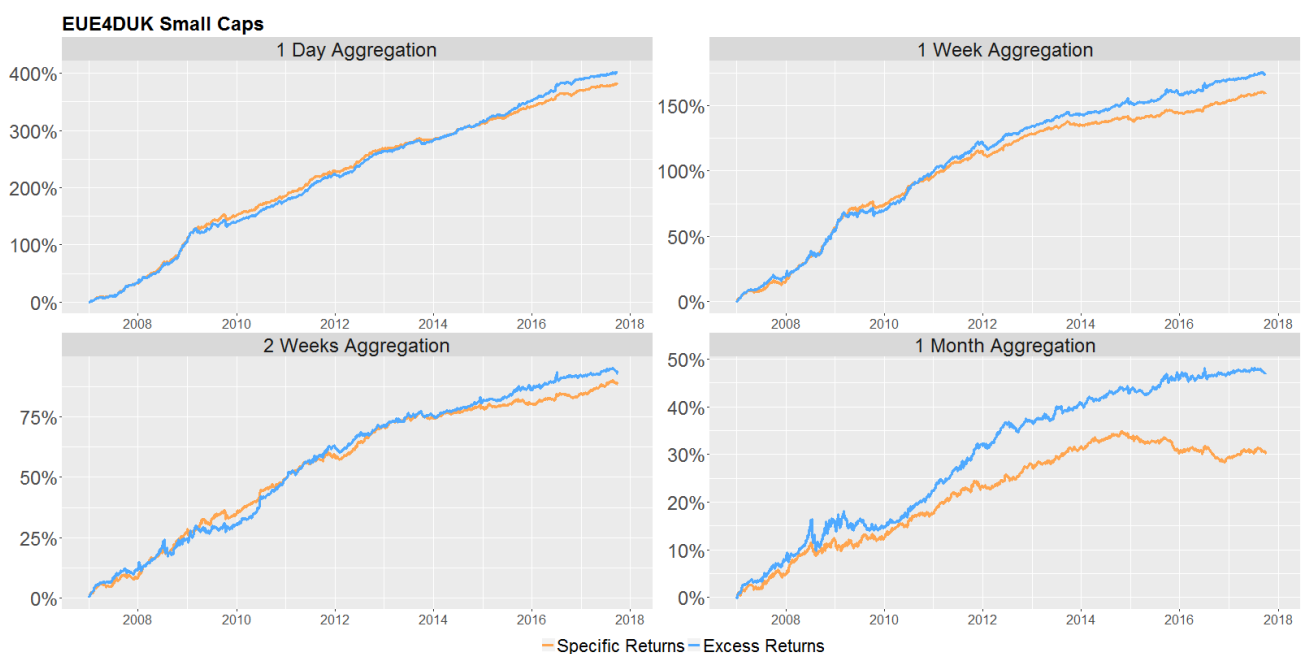 EUE4DUK Small Caps
1 Day Aggregation
400%
300%
200%
100%
0%
2008 2010 2012 2014 2016 2018
1 Week Aggregation
150%
100%
50%
0%
2008 2010 2012 2014 2016 2018
2 Weeks Aggregation
75%
50%
25%
0%
2008 2010 2012 2014 2016 2018
1 Month Aggregation
50%
40%
30%
20%
10%
0%
2008 2010 2012 2014 2016 2018
Specific Returns Excess Returns